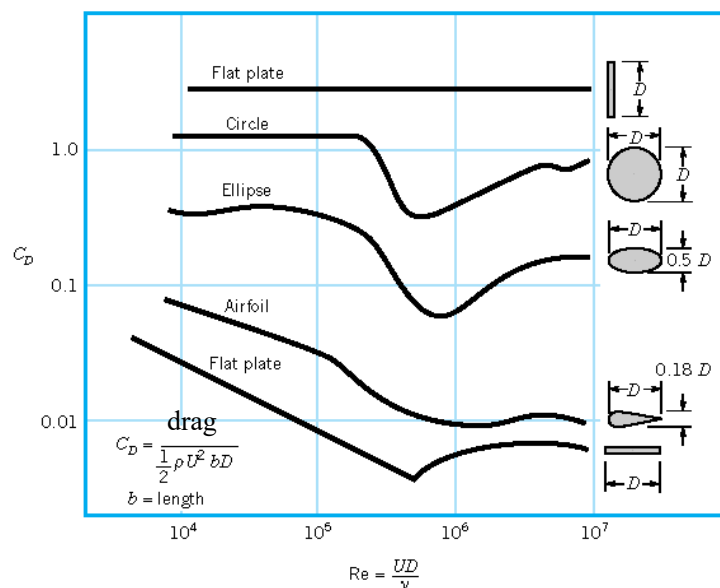 Flat plate
D
Circle
D
1.0
D
Ellipse
D
C_D
0.5 D
0.1
Airfoil
0.18 D
Flat plate
D
0.01
C_D = drag / (1/2 ρU² bD)
b = length
D
10⁴ 10⁵ 10⁶ 10⁷
Re = UD/ν